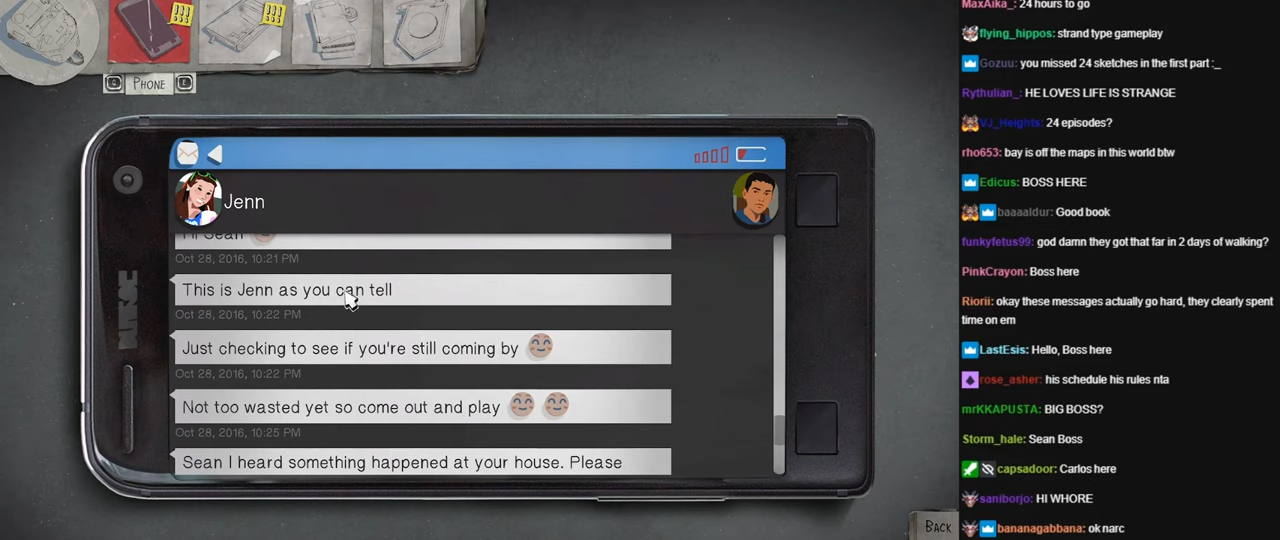 PHONE
Jenn
Hi Sean
Oct 28, 2016, 10:21 PM
This is Jenn as you can tell
Oct 28, 2016, 10:22 PM
Just checking to see if you're still coming by
Oct 28, 2016, 10:22 PM
Not too wasted yet so come out and play
Oct 28, 2016, 10:25 PM
Sean I heard something happened at your house. Please
BACK
MaxAika_: 24 hours to go
flying_hippos: strand type gameplay
Gozuu: you missed 24 sketches in the first part :_
Rythulian_: HE LOVES LIFE IS STRANGE
VJ_Heights: 24 episodes?
rho653: bay is off the maps in this world btw
Edicus: BOSS HERE
baaaaldur: Good book
funkyfetus99: god damn they got that far in 2 days of walking?
PinkCrayon: Boss here
Riorii: okay these messages actually go hard, they clearly spent
time on em
LastEsis: Hello, Boss here
rose_asher: his schedule his rules nta
mrKKAPUSTA: BIG BOSS?
Storm_hale: Sean Boss
capsadoor: Carlos here
saniborjo: HI WHORE
bananagabbana: ok narc